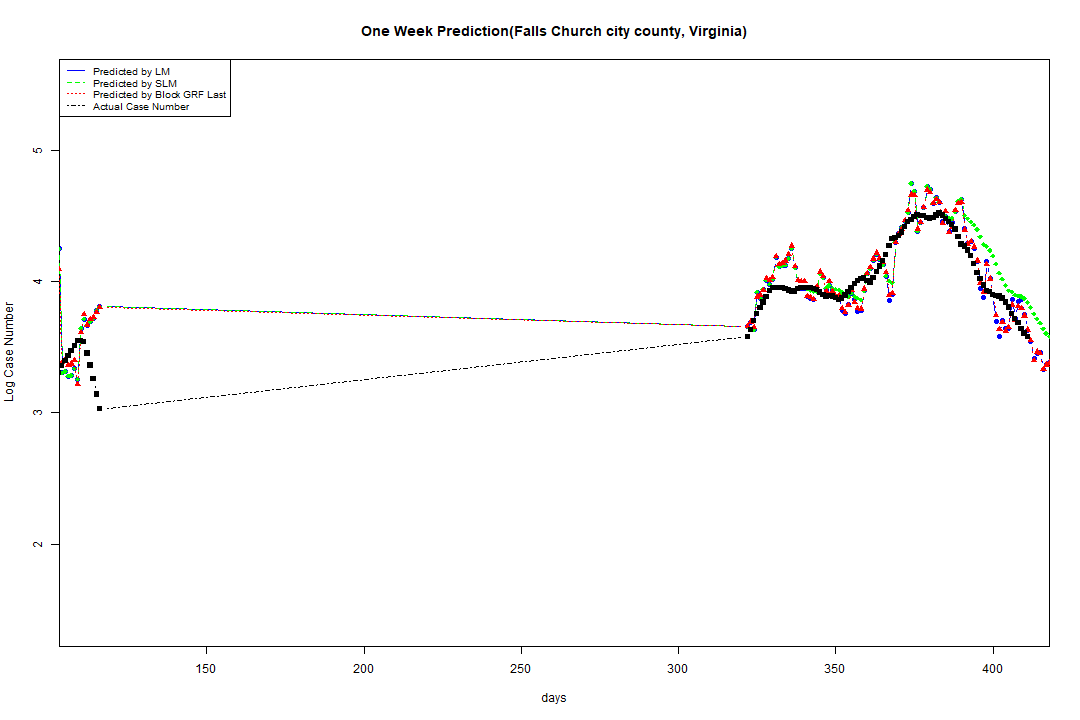 One Week Prediction(Falls Church city county, Virginia)
Predicted by LM
Predicted by SLM
Predicted by Block GRF Last
Actual Case Number
5
4
3
2
Log Case Number
150
200
250
300
350
400
days